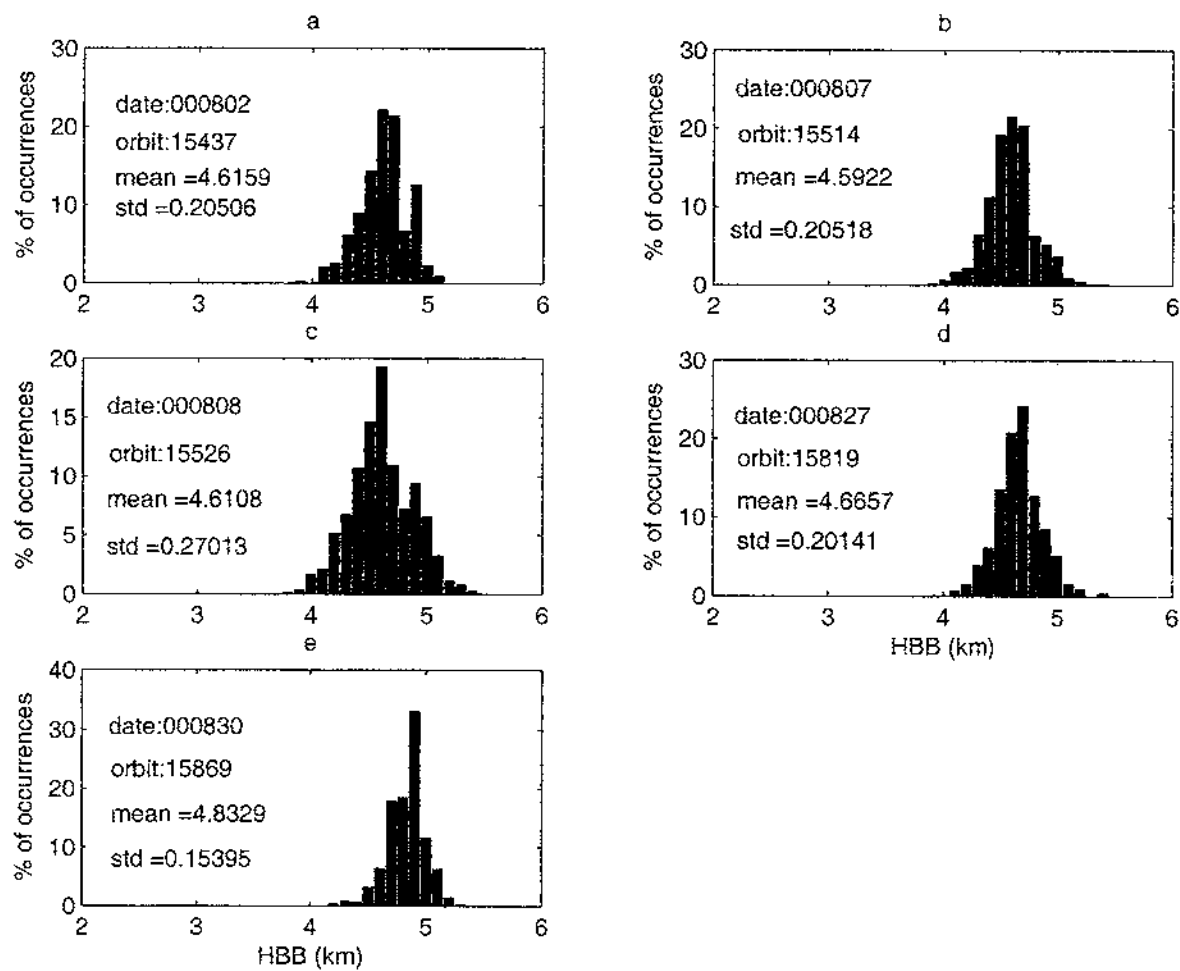 a
30
20
10
0
% of occurrences
date:000802
orbit:15437
mean =4.6159
std =0.20506
2 3 4 5 6
b
30
20
10
0
% of occurrences
date:000807
orbit:15514
mean =4.5922
std =0.20518
2 3 4 5 6
c
20
15
10
5
0
% of occurrences
date:000808
orbit:15526
mean =4.6108
std =0.27013
2 3 4 5 6
d
30
20
10
0
% of occurrences
date:000827
orbit:15819
mean =4.6657
std =0.20141
2 3 4 5 6
HBB (km)
e
40
30
20
10
0
% of occurrences
date:000830
orbit:15869
mean =4.8329
std =0.15395
2 3 4 5 6
HBB (km)